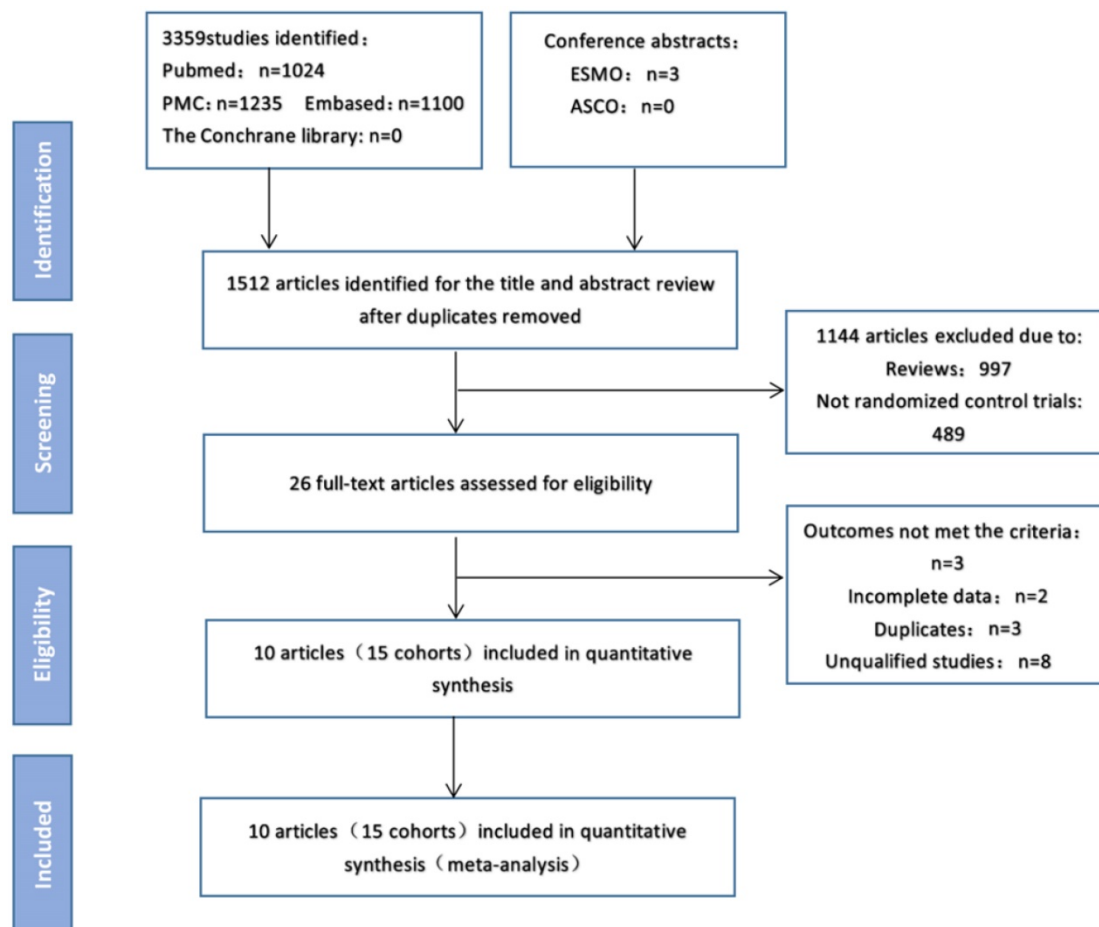 3359studies identified：
Pubmed： n=1024
PMC: n=1235 Embased: n=1100
The Conchrane library: n=0
Conference abstracts：
ESMO： n=3
ASCO： n=0
Identification
1512 articles identified for the title and abstract review
after duplicates removed
1144 articles excluded due to:
Reviews： 997
Not randomized control trials:
489
Screening
26 full-text articles assessed for eligibility
Outcomes not met the criteria：
n=3
Incomplete data： n=2
Duplicates： n=3
Unqualified studies： n=8
Eligibility
10 articles（15 cohorts）included in quantitative
synthesis
Included
10 articles（15 cohorts）included in quantitative
synthesis（meta-analysis）